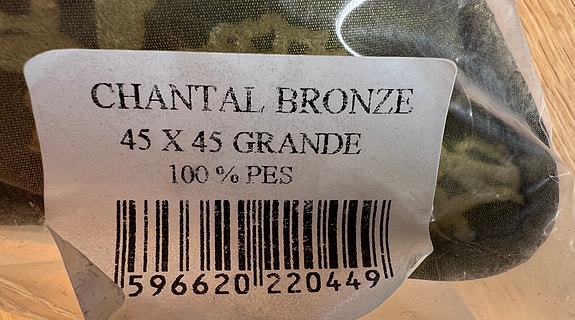 CHANTAL BRONZE
45 X 45 GRANDE
100 % PES
596620 220449